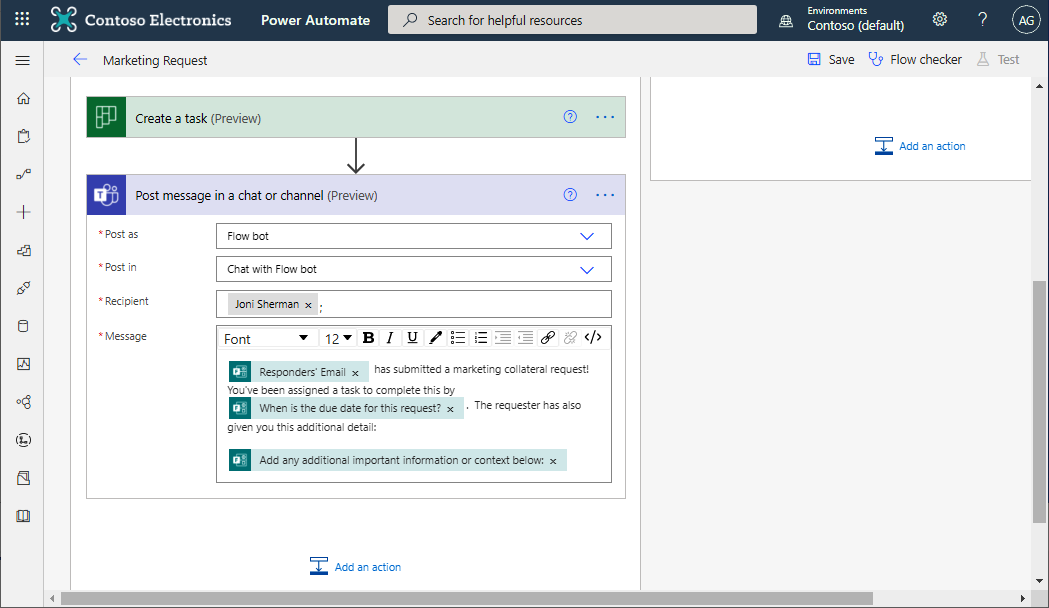 Contoso Electronics
Power Automate
Search for helpful resources
Environments
Contoso (default)
?
AG
Marketing Request
Save
Flow checker
Test
Create a task (Preview)
?
...
Add an action
Post message in a chat or channel (Preview)
?
...
* Post as
Flow bot
* Post in
Chat with Flow bot
* Recipient
Joni Sherman × ;
* Message
Font
12
B
I
U
</>
Responders' Email × has submitted a marketing collateral request!
You've been assigned a task to complete this by
When is the due date for this request? × . The requester has also
given you this additional detail:
Add any additional important information or context below: ×
Add an action